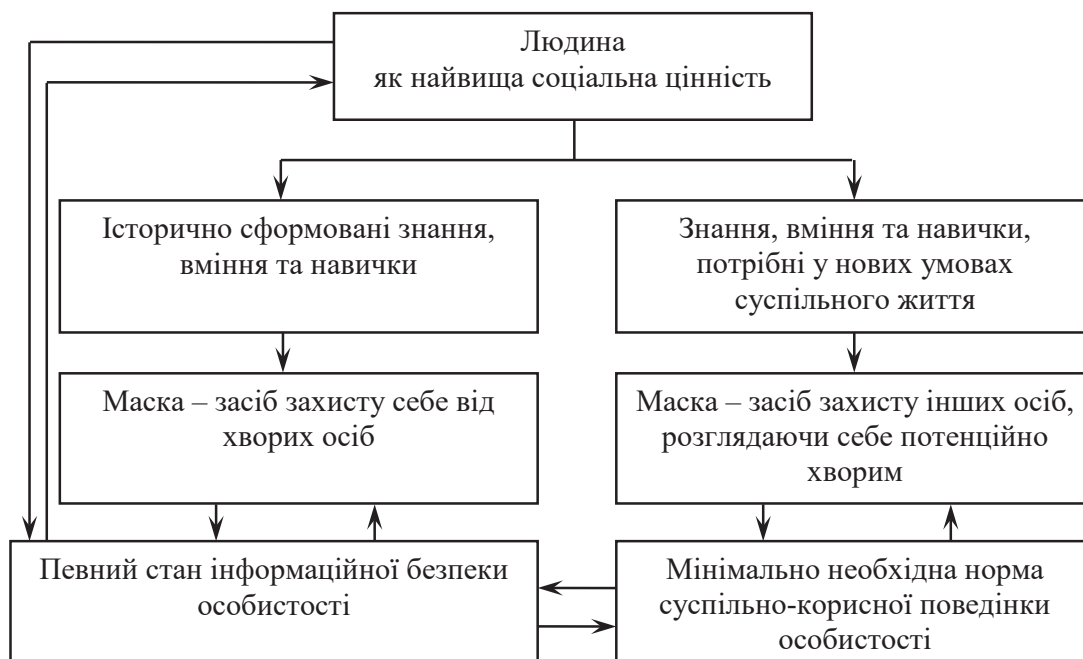 Людина
як найвища соціальна цінність
Історично сформовані знання,
вміння та навички
Знання, вміння та навички,
потрібні у нових умовах
суспільного життя
Маска – засіб захисту себе від
хворих осіб
Маска – засіб захисту інших осіб,
розглядаючи себе потенційно
хворим
Певний стан інформаційної безпеки
особистості
Мінімально необхідна норма
суспільно-корисної поведінки
особистості